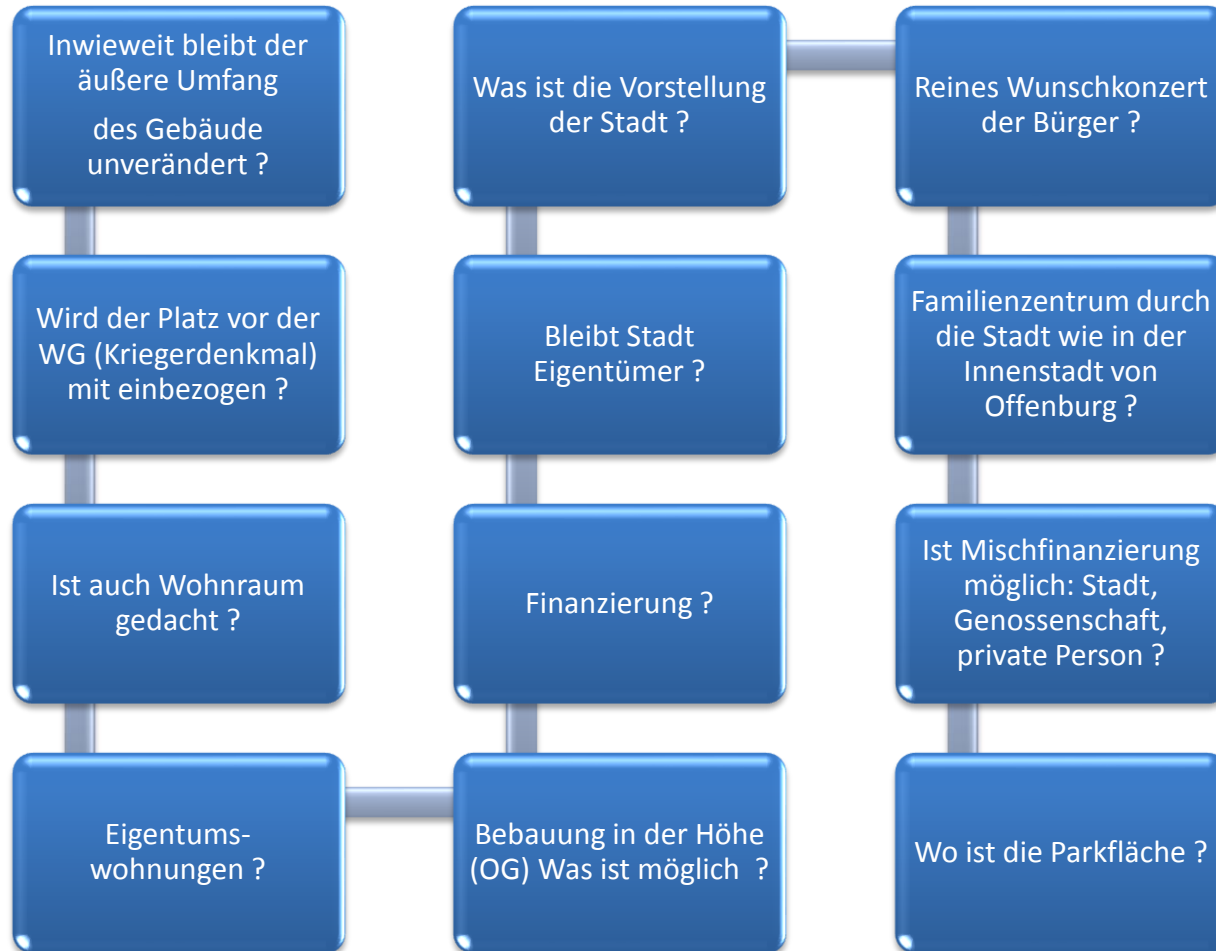 Inwieweit bleibt der
äußere Umfang
des Gebäude
unverändert ?
Wird der Platz vor der
WG (Kriegerdenkmal)
mit einbezogen ?
Ist auch Wohnraum
gedacht ?
Eigentums-
wohnungen ?
Bebauung in der Höhe
(OG) Was ist möglich ?
Finanzierung ?
Bleibt Stadt
Eigentümer ?
Was ist die Vorstellung
der Stadt ?
Reines Wunschkonzert
der Bürger ?
Familienzentrum durch
die Stadt wie in der
Innenstadt von
Offenburg ?
Ist Mischfinanzierung
möglich: Stadt,
Genossenschaft,
private Person ?
Wo ist die Parkfläche ?